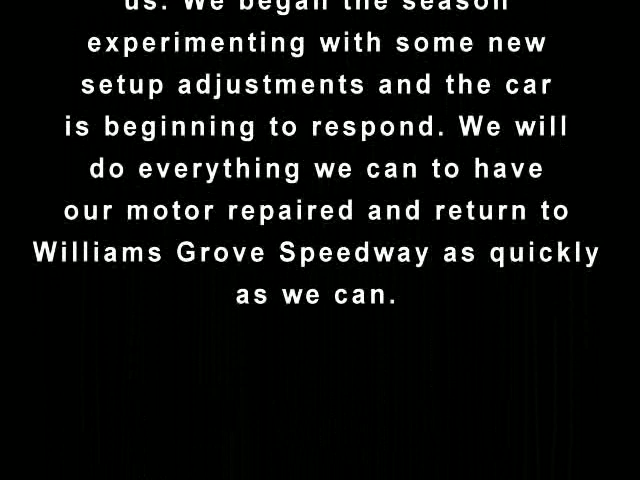 us. We began the season
experimenting with some new
setup adjustments and the car
is beginning to respond. We will
do everything we can to have
our motor repaired and return to
Williams Grove Speedway as quickly
as we can.